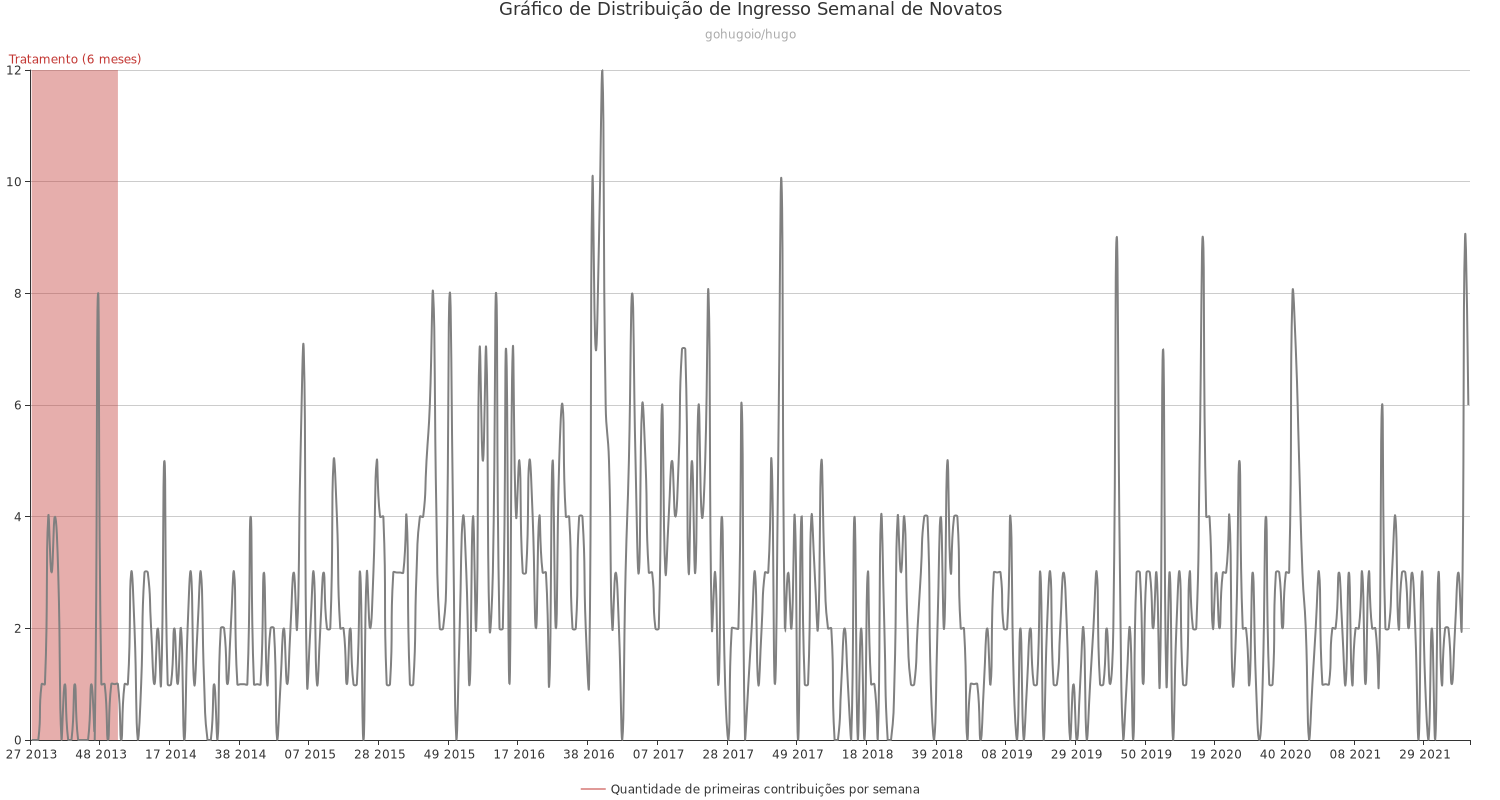 Gráfico de Distribuição de Ingresso Semanal de Novatos
gohugoio/hugo
Tratamento (6 meses)
12
10
8
6
4
2
0
27 2013 48 2013 17 2014 38 2014 07 2015 28 2015 49 2015 17 2016 38 2016 07 2017 28 2017 49 2017 18 2018 39 2018 08 2019 29 2019 50 2019 19 2020 40 2020 08 2021 29 2021
Quantidade de primeiras contribuições por semana